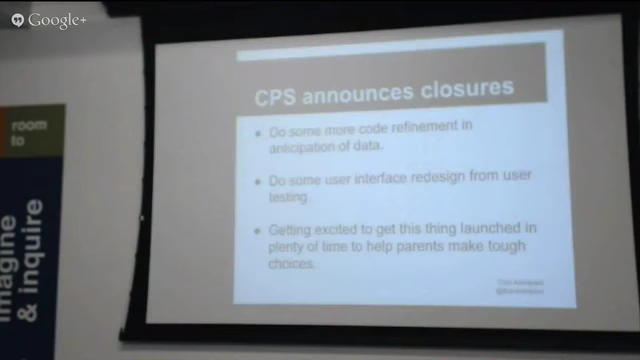 Google+
room
to
imagine
& inquire
CPS announces closures
● Do some more code refinement in
anticipation of data.
● Do some user interface redesign from user
testing.
● Getting excited to get this thing launched in
plenty of time to help parents make tough
choices.